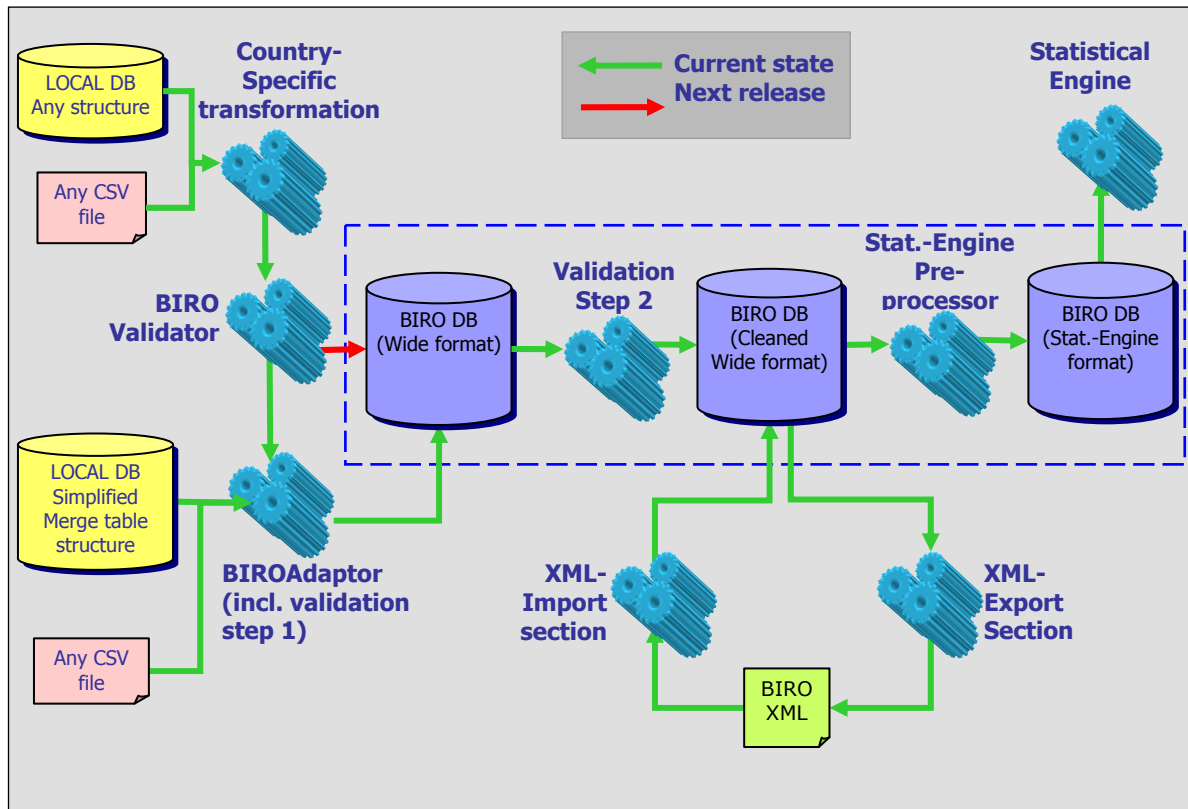 LOCAL DB
Any structure
Country-
Specific
transformation
Current state
Next release
Statistical
Engine
Any CSV
file
BIRO
Validator
BIRO DB
(Wide format)
Validation
Step 2
BIRO DB
(Cleaned
Wide format)
Stat.-Engine
Pre-
processor
BIRO DB
(Stat.-Engine
format)
LOCAL DB
Simplified
Merge table
structure
BIROAdaptor
(incl. validation
step 1)
Any CSV
file
XML-
Import
section
XML-
Export
Section
BIRO
XML